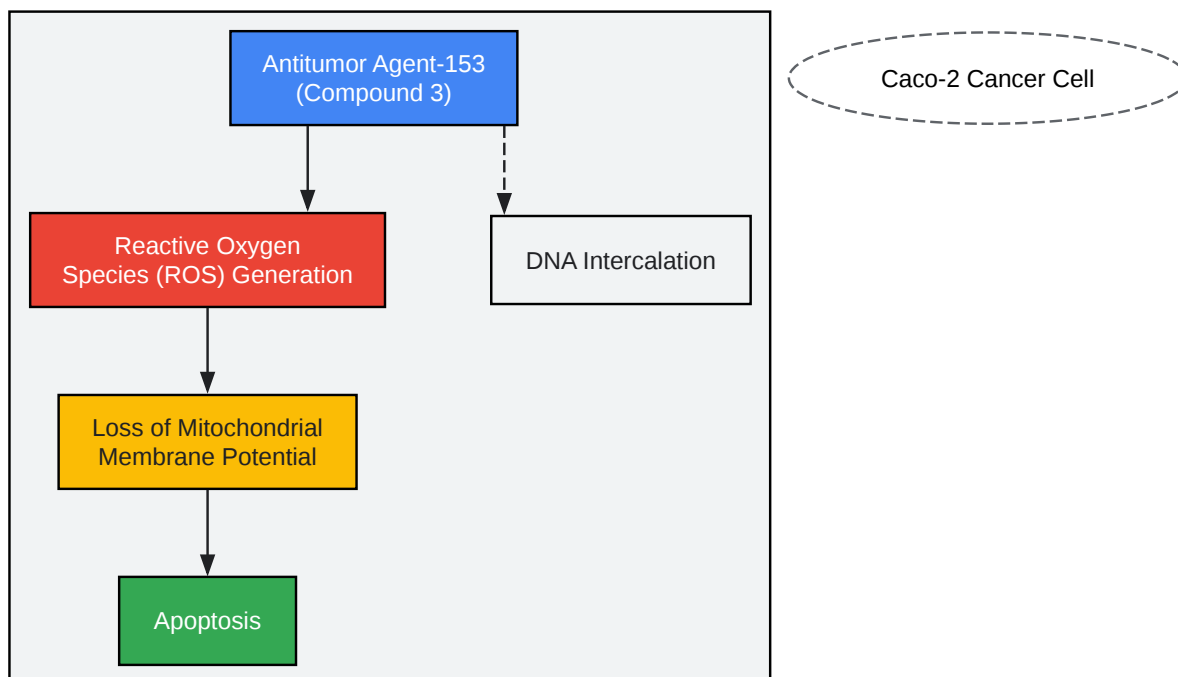 Antitumor Agent-153
(Compound 3)
Caco-2 Cancer Cell
Reactive Oxygen
Species (ROS) Generation
DNA Intercalation
Loss of Mitochondrial
Membrane Potential
Apoptosis